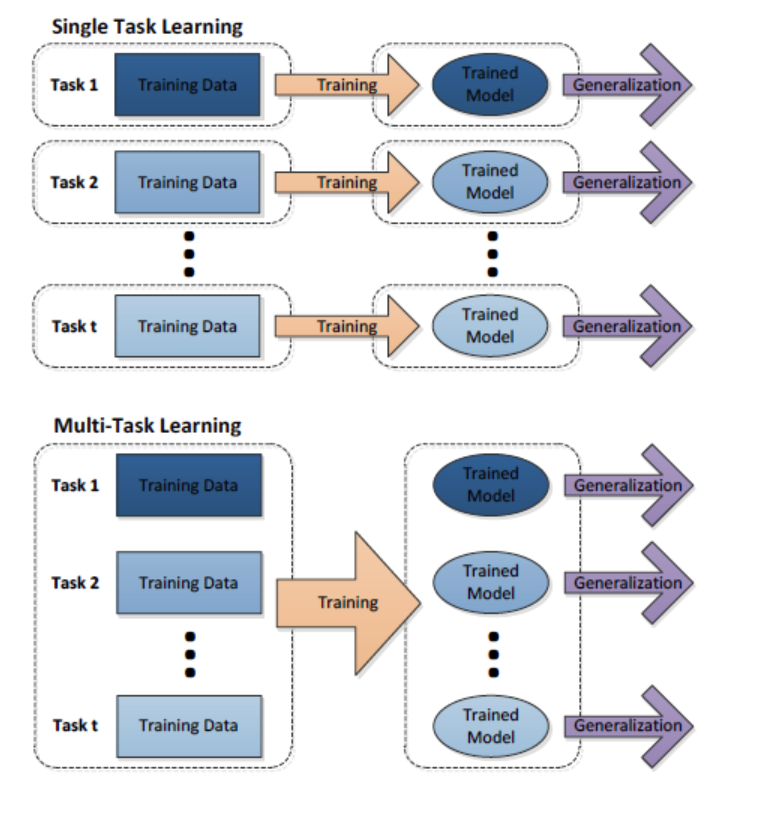 Single Task Learning
Task 1 Training Data Training Trained Model Generalization
Task 2 Training Data Training Trained Model Generalization
Task t Training Data Training Trained Model Generalization
Multi-Task Learning
Task 1 Training Data Trained Model Generalization
Task 2 Training Data Trained Model Generalization
Training
Task t Training Data Trained Model Generalization